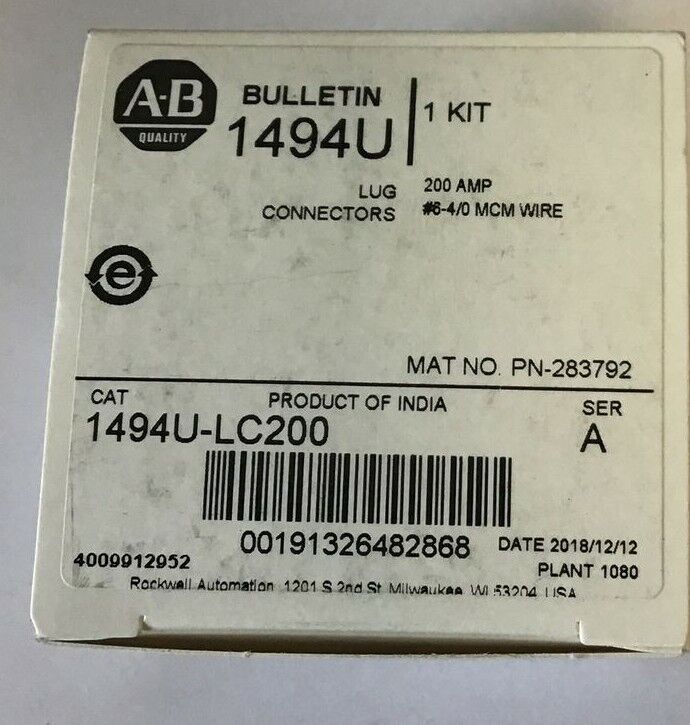 A-B
QUALITY
BULLETIN
1494U
1 KIT
LUG
CONNECTORS
200 AMP
#6-4/0 MCM WIRE
e
MAT NO. PN-283792
CAT
PRODUCT OF INDIA
SER
1494U-LC200
A
00191326482868
DATE 2018/12/12
4009912952
PLANT 1080
Rockwell Automation 1201 S 2nd St. Milwaukee WI 53204 USA